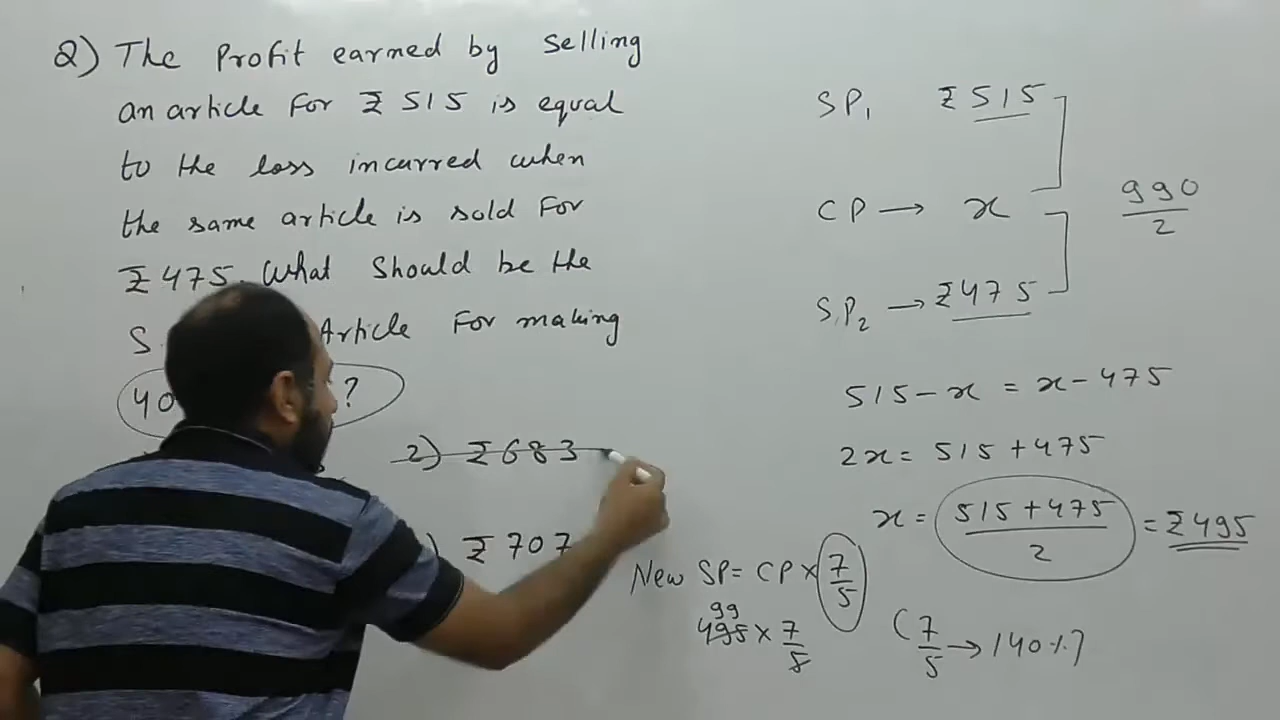 Q) The Profit earned by Selling
an article For ₹ 515 is equal
to the loss incurred when
the same article is sold For
₹ 475. What Should be the
S. Article For making
40 ?
2) ₹ 683
) ₹ 707
SP₁ ₹ 515
CP → x
SP₂ → ₹ 475
990
2
515 - x = x - 475
2x = 515 + 475
x = 515 + 475 / 2 = ₹ 495
New SP = CP × 7/5
99
495 × 7/5
(7/5 → 140%)